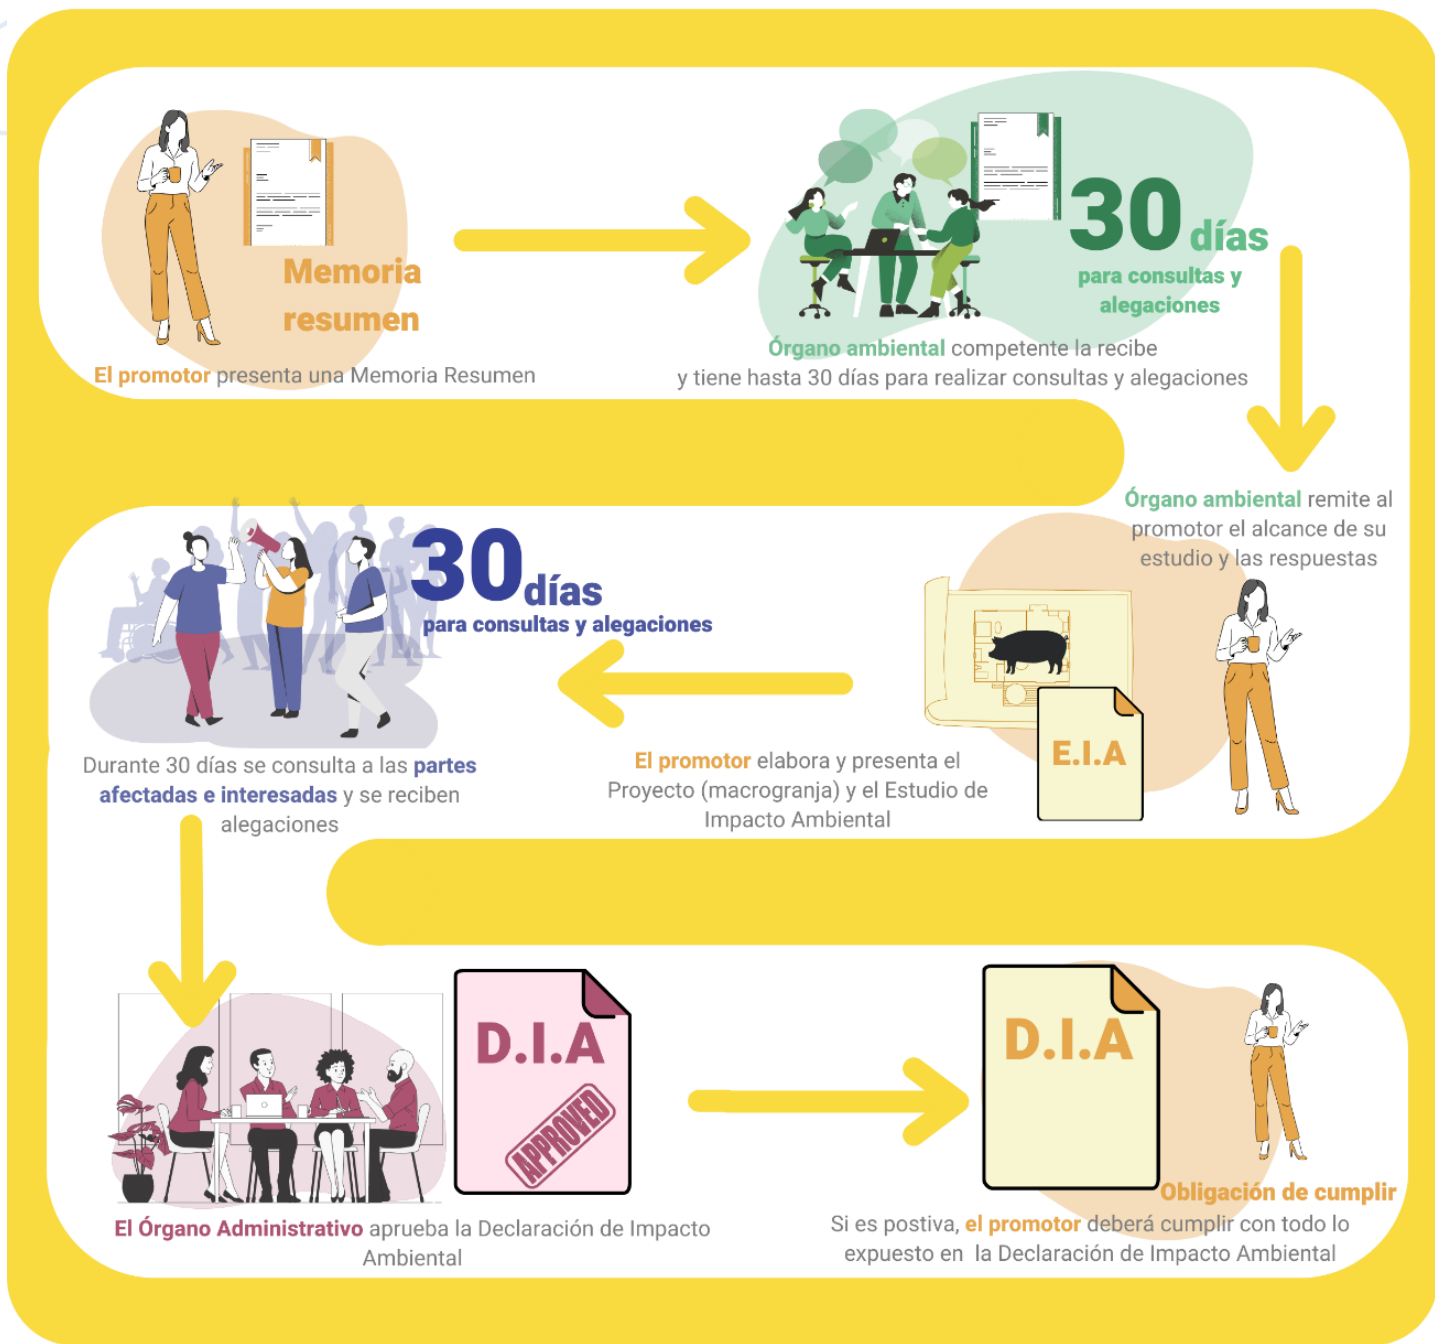 Memoria
resumen
El promotor presenta una Memoria Resumen
30 días
para consultas y
alegaciones
Órgano ambiental competente la recibe
y tiene hasta 30 días para realizar consultas y alegaciones
Órgano ambiental remite al
promotor el alcance de su
estudio y las respuestas
E.I.A
El promotor elabora y presenta el
Proyecto (macrogranja) y el Estudio de
Impacto Ambiental
30 días
para consultas y alegaciones
Durante 30 días se consulta a las partes
afectadas e interesadas y se reciben
alegaciones
D.I.A
APPROVED
El Órgano Administrativo aprueba la Declaración de Impacto
Ambiental
D.I.A
Obligación de cumplir
Si es postiva, el promotor deberá cumplir con todo lo
expuesto en la Declaración de Impacto Ambiental